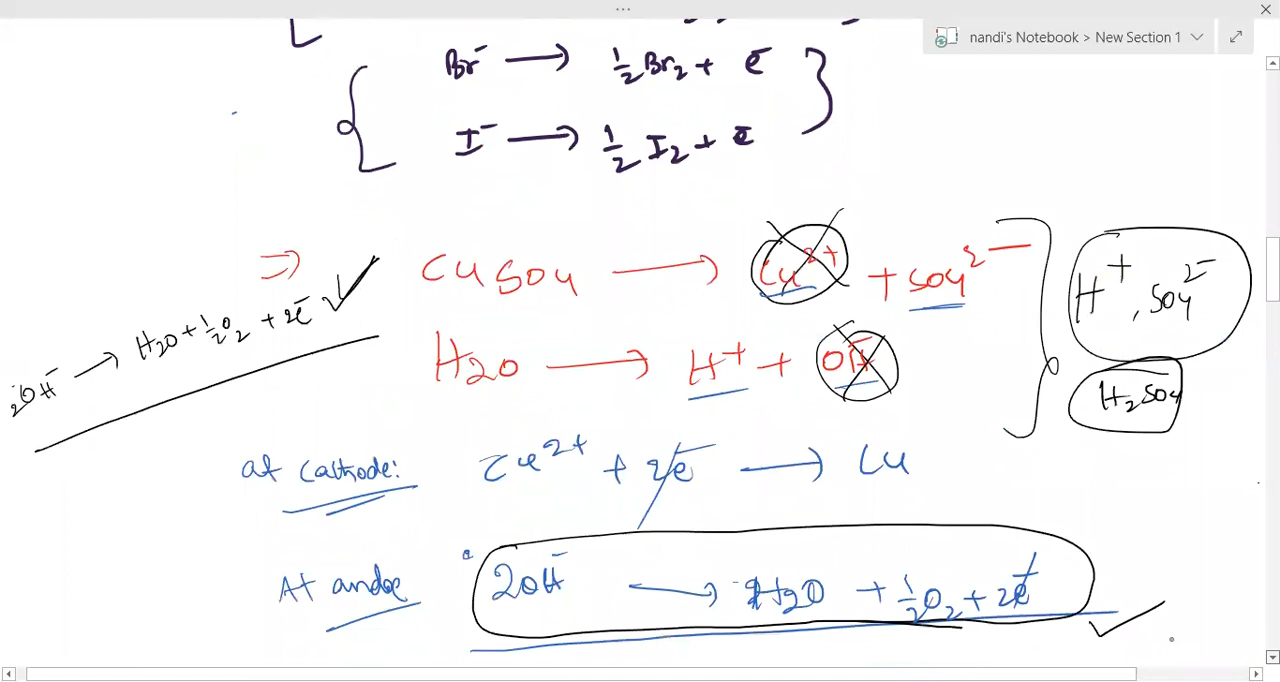 nandi's Notebook > New Section 1
Br⁻ → ½Br₂ + e⁻
I⁻ → ½I₂ + e⁻
⇒ CuSO4 → Cu²⁺ + SO4²⁻
H⁺, SO4²⁻
2OH⁻ → H2O + ½O₂ + 2e⁻ ✓
H2O → H⁺ + OH⁻
H₂SO4
at cathode: Cu²⁺ + 2e⁻ → Cu
At anode 2OH⁻ → H2O + ½O₂ + 2e⁻ ✓